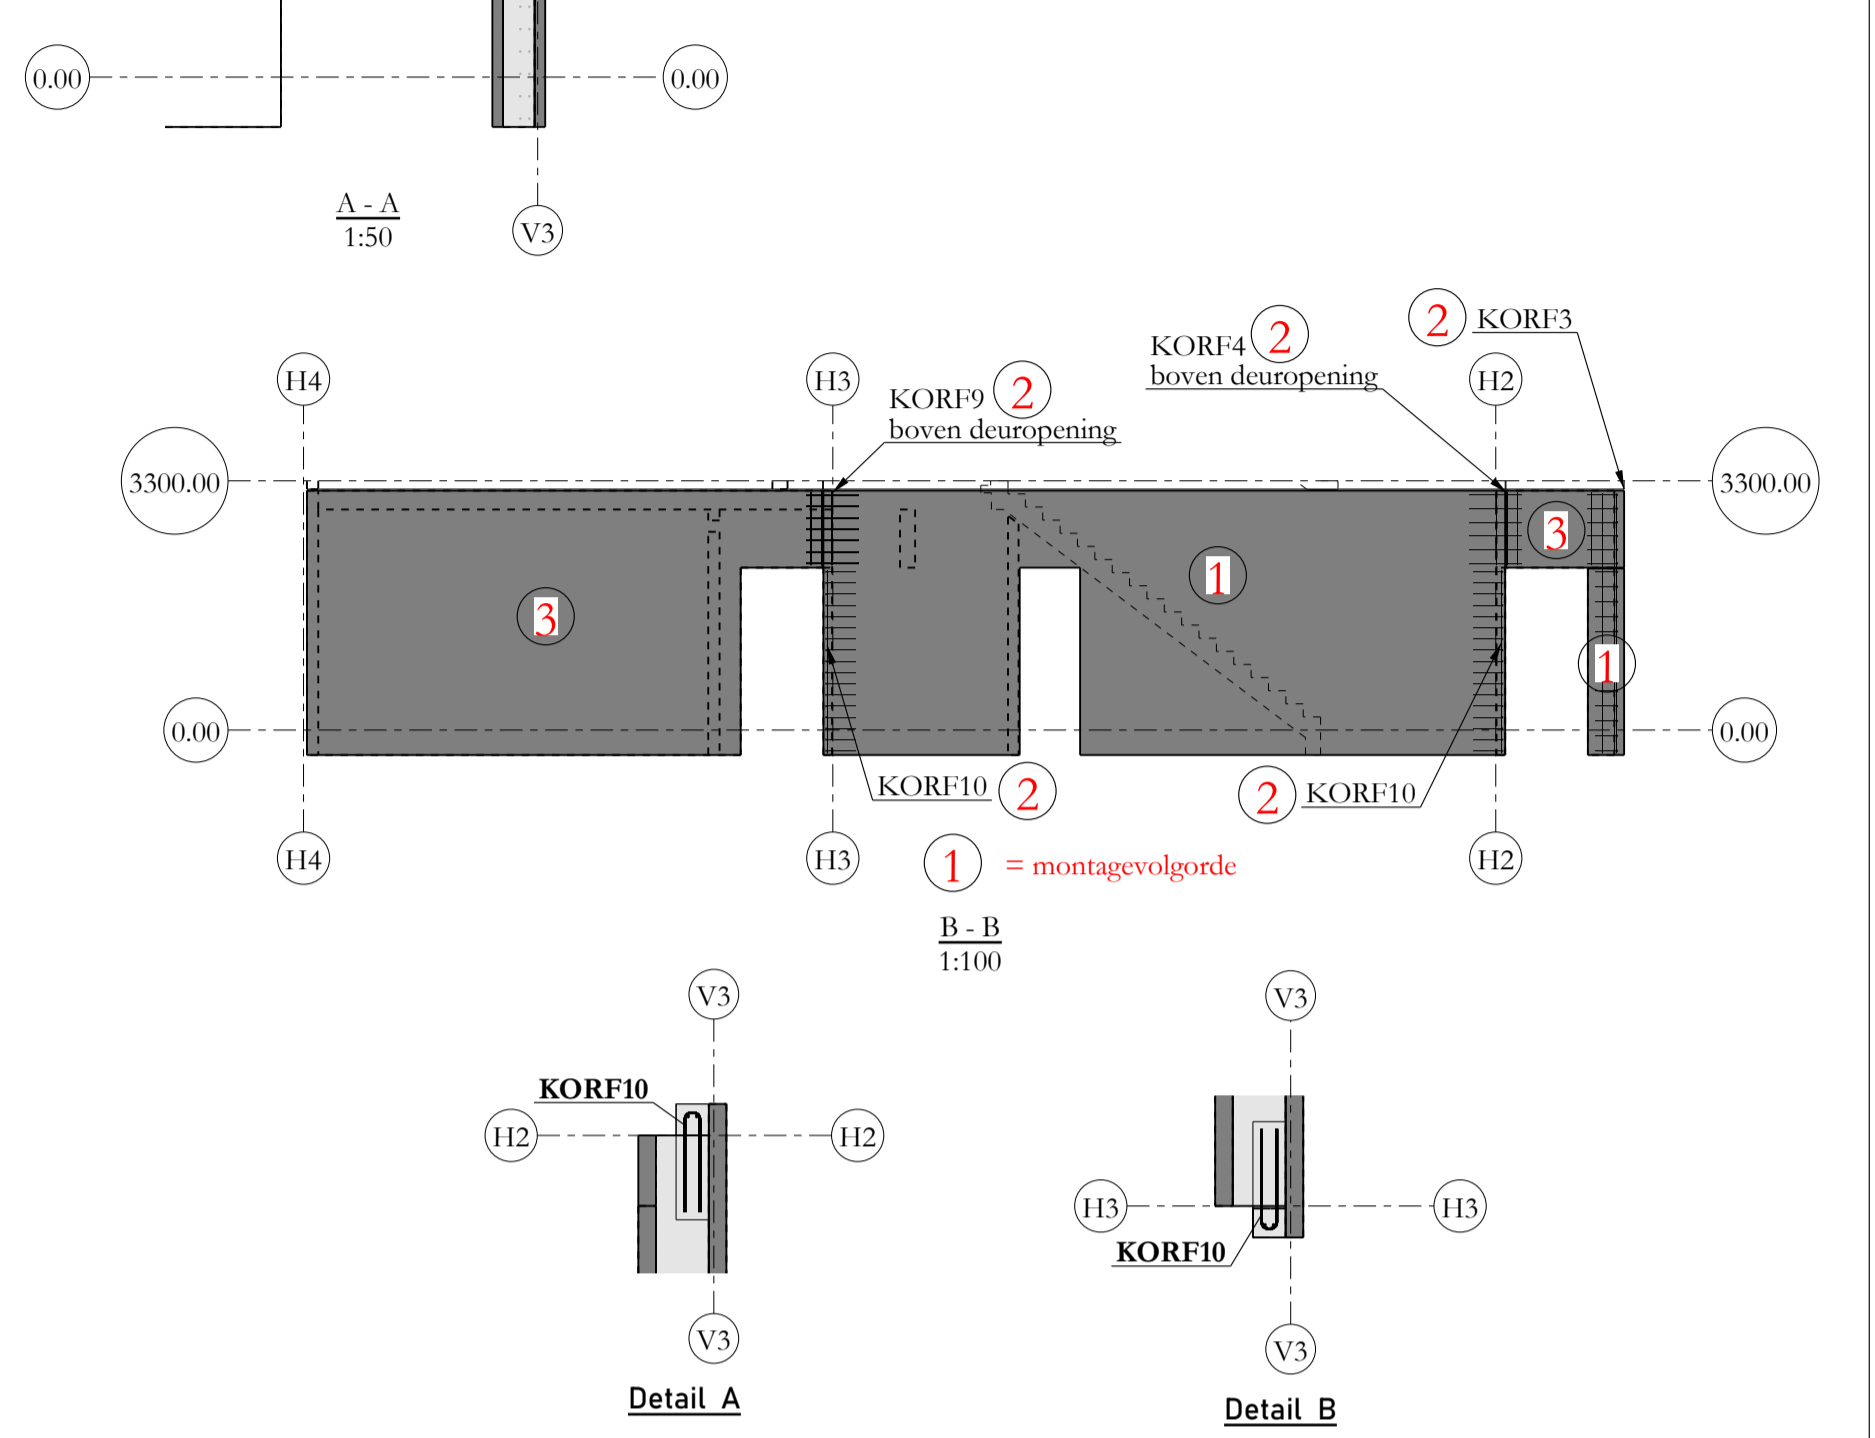 0.00
0.00
A - A
1:50
V3
2 KORF3
KORF4 2
boven deuropening
H4
H3
H2
KORF9 2
boven deuropening
3300.00
3300.00
3
1
3
1
0.00
0.00
KORF10 2
2 KORF10
H4
H3
H2
1 = montagevolgorde
B - B
1:100
V3
V3
KORF10
H2
H2
H3
H3
KORF10
V3
V3
Detail A
Detail B